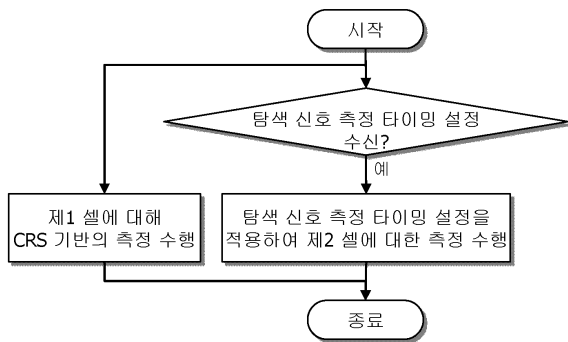 시작
탐색 신호 측정 타이밍 설정
수신?
예
제1 셀에 대해
CRS 기반의 측정 수행
탐색 신호 측정 타이밍 설정을
적용하여 제2 셀에 대한 측정 수행
종료